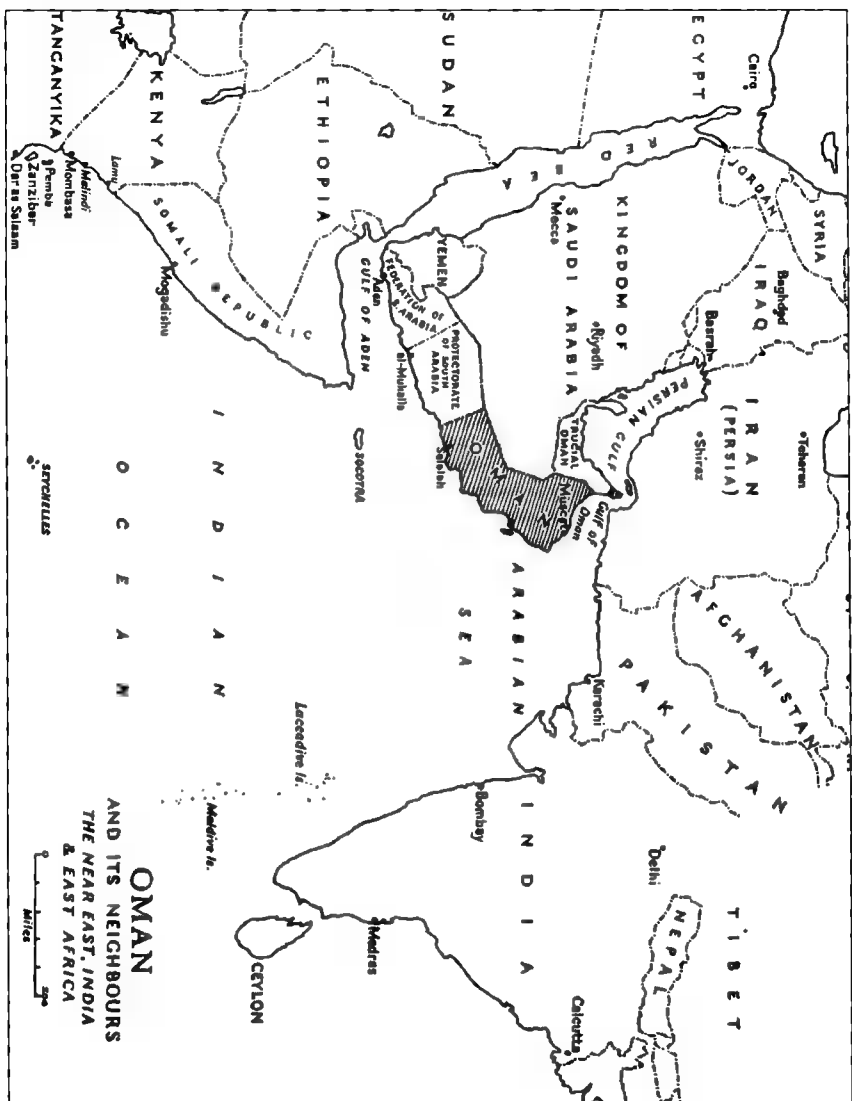 EGYPT
Cairo
SUDAN
ETHIOPIA
KENYA
TANGANYIKA
JORDAN
SYRIA
IRAQ
Baghdad
Basrah
RED SEA
KINGDOM OF
SAUDI ARABIA
Mecca
Riyadh
YEMEN
Aden
FEDERATION OF
S. ARABIA
PROTECTORATE
OF SOUTH
ARABIA
al-Mukalla
GULF OF ADEN
SOMALI REPUBLIC
Mogadishu
Lamu
Malindi
Mombasa
Pemba
Zanzibar
Dar es Salaam
IRAN
(PERSIA)
Teheran
Shiraz
PERSIAN GULF
TRUCIAL
OMAN
Gulf of
Oman
Muscat
OMAN
Salalah
SOCOTRA
SEYCHELLES
AFGHANISTAN
PAKISTAN
Karachi
ARABIAN
SEA
INDIAN
OCEAN
Laccadive Is.
Maldive Is.
TIBET
NEPAL
Delhi
INDIA
Bombay
Calcutta
Madras
CEYLON
OMAN
AND ITS NEIGHBOURS
THE NEAR EAST, INDIA
& EAST AFRICA
0
Miles